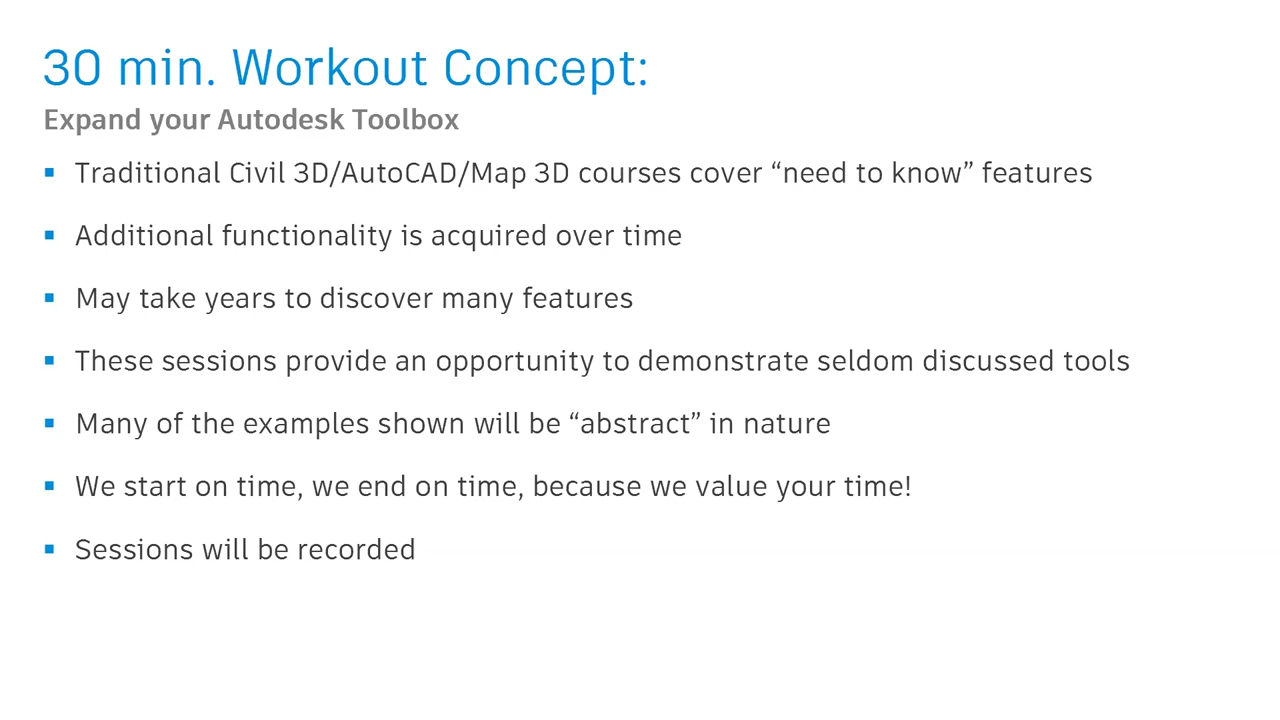 30 min. Workout Concept:
Expand your Autodesk Toolbox
▪ Traditional Civil 3D/AutoCAD/Map 3D courses cover “need to know” features
▪ Additional functionality is acquired over time
▪ May take years to discover many features
▪ These sessions provide an opportunity to demonstrate seldom discussed tools
▪ Many of the examples shown will be “abstract” in nature
▪ We start on time, we end on time, because we value your time!
▪ Sessions will be recorded